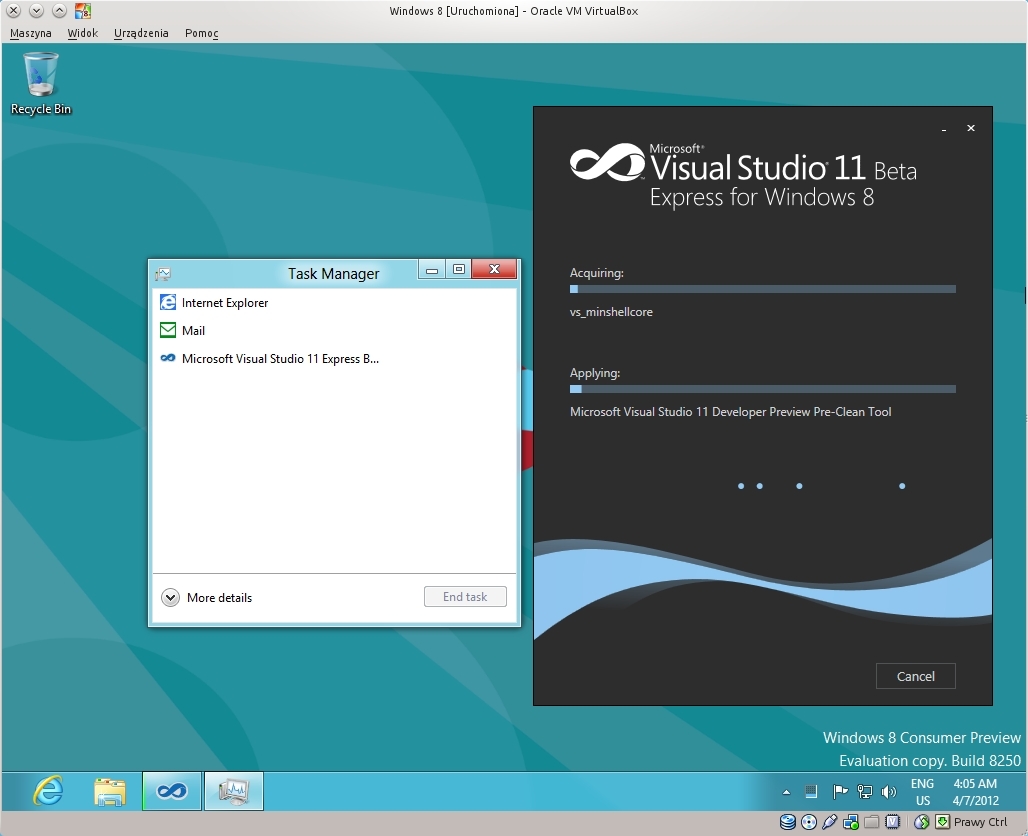 Windows 8 [Uruchomiona] - Oracle VM VirtualBox
Maszyna Widok Urządzenia Pomoc
Recycle Bin
Microsoft®
Visual Studio® 11 Beta
Express for Windows 8
Acquiring:
vs_minshellcore
Applying:
Microsoft Visual Studio 11 Developer Preview Pre-Clean Tool
Cancel
Task Manager
Internet Explorer
Mail
Microsoft Visual Studio 11 Express B...
More details
End task
Windows 8 Consumer Preview
Evaluation copy. Build 8250
ENG
US
4:05 AM
4/7/2012
Prawy Ctrl